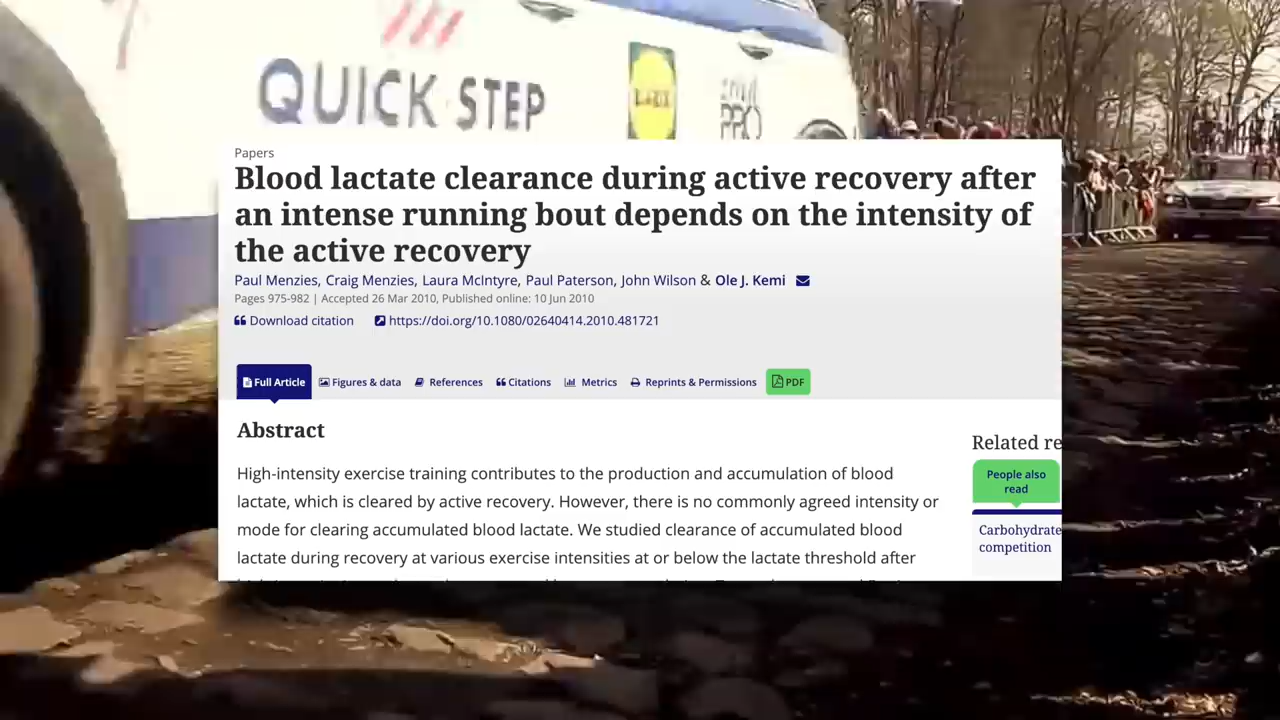 QUICK STEP
LIDL
PRO
Papers
Blood lactate clearance during active recovery after
an intense running bout depends on the intensity of
the active recovery
Paul Menzies, Craig Menzies, Laura McIntyre, Paul Paterson, John Wilson & Ole J. Kemi
Pages 975-982 | Accepted 26 Mar 2010, Published online: 10 Jun 2010
Download citation https://doi.org/10.1080/02640414.2010.481721
Full Article Figures & data References Citations Metrics Reprints & Permissions PDF
Abstract
Related re
People also
read
High-intensity exercise training contributes to the production and accumulation of blood
lactate, which is cleared by active recovery. However, there is no commonly agreed intensity or
mode for clearing accumulated blood lactate. We studied clearance of accumulated blood
lactate during recovery at various exercise intensities at or below the lactate threshold after
Carbohydrate
competition